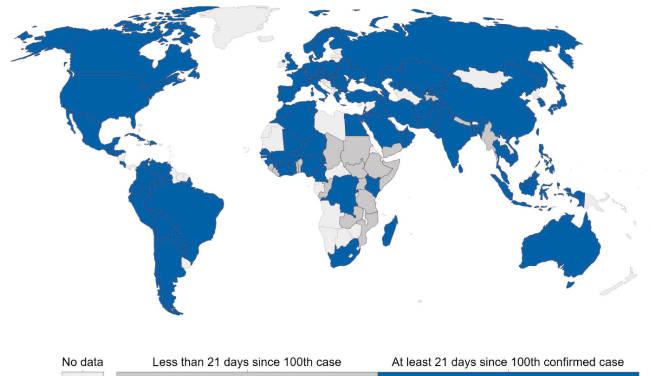 No data Less than 21 days since 100th case At least 21 days since 100th confirmed case